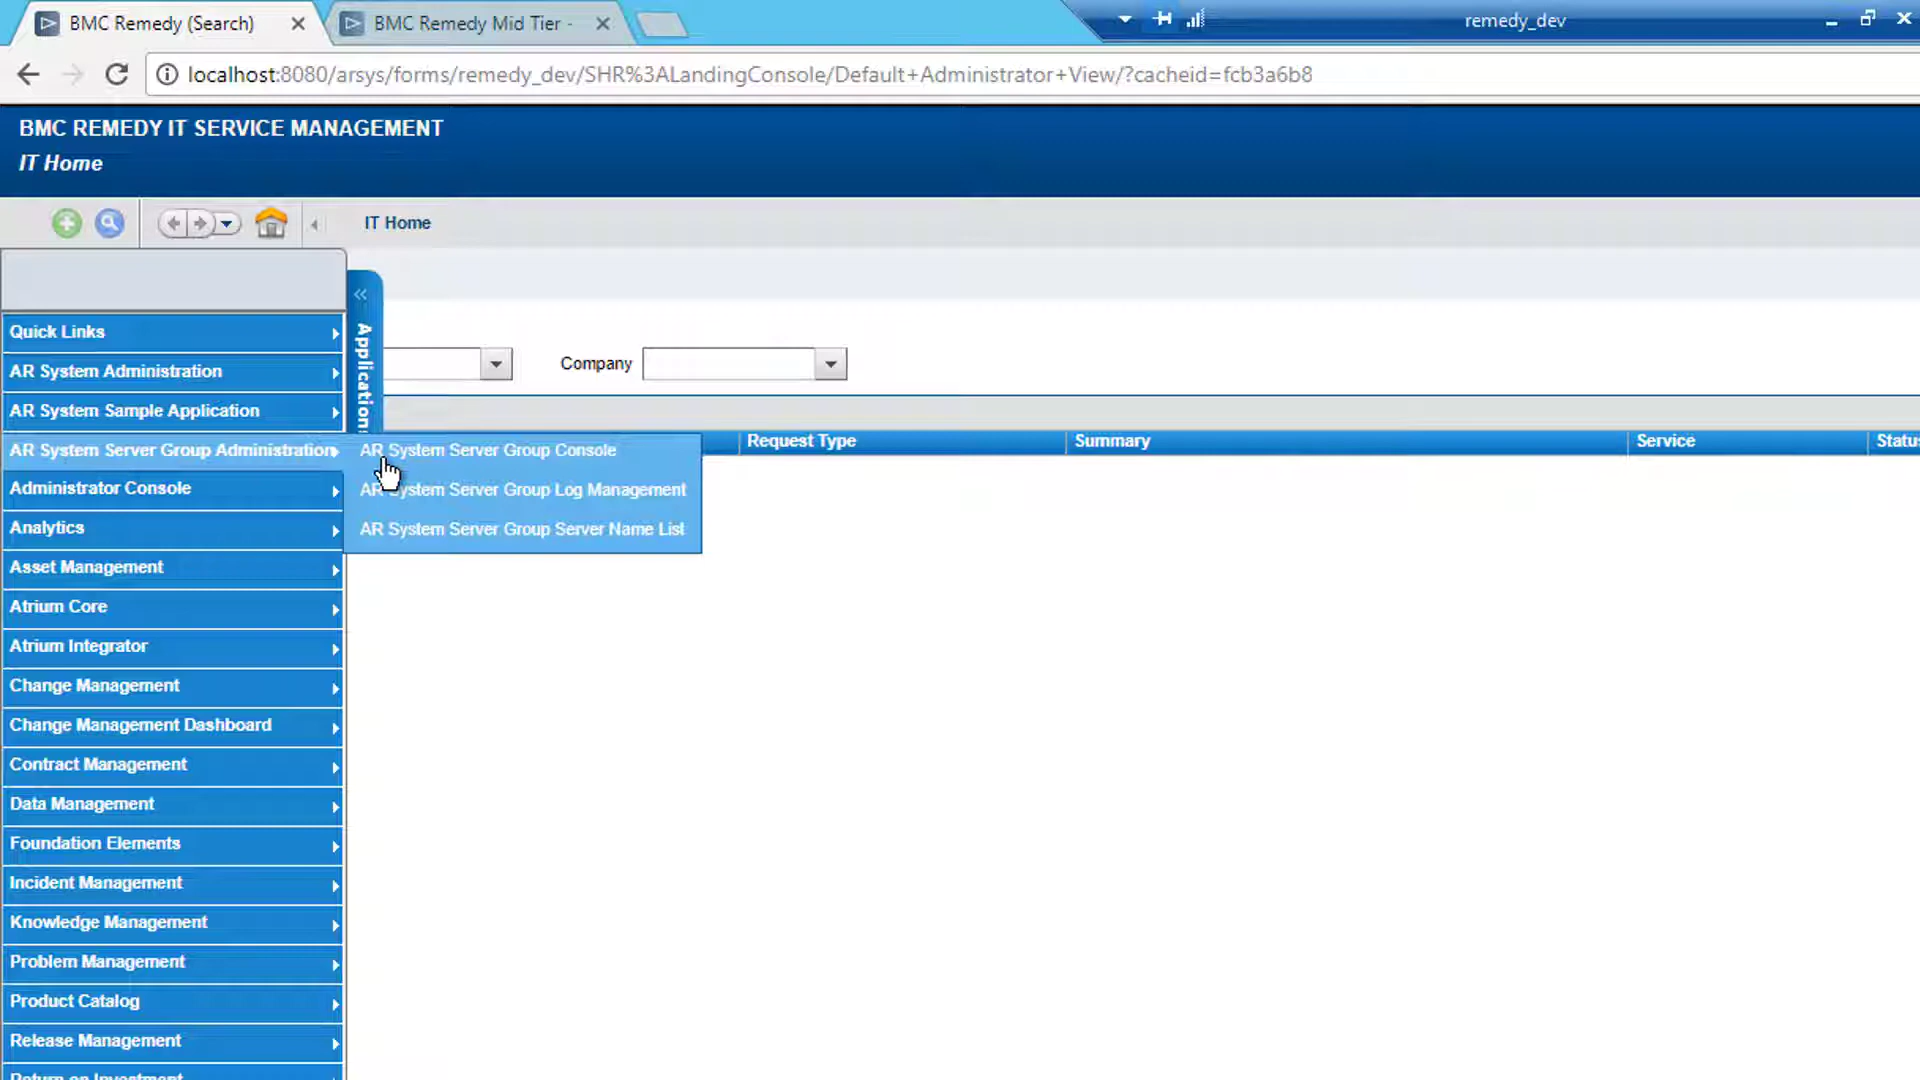 BMC Remedy (Search)
BMC Remedy Mid Tier -
remedy_dev
localhost:8080/arsys/forms/remedy_dev/SHR%3ALandingConsole/Default+Administrator+View/?cacheid=fcb3a6b8
BMC REMEDY IT SERVICE MANAGEMENT
IT Home
IT Home
Applications
Company
Request Type
Summary
Service
Status
Quick Links
AR System Administration
AR System Sample Application
AR System Server Group Administration
AR System Server Group Console
AR System Server Group Log Management
AR System Server Group Server Name List
Administrator Console
Analytics
Asset Management
Atrium Core
Atrium Integrator
Change Management
Change Management Dashboard
Contract Management
Data Management
Foundation Elements
Incident Management
Knowledge Management
Problem Management
Product Catalog
Release Management
Return on Investment